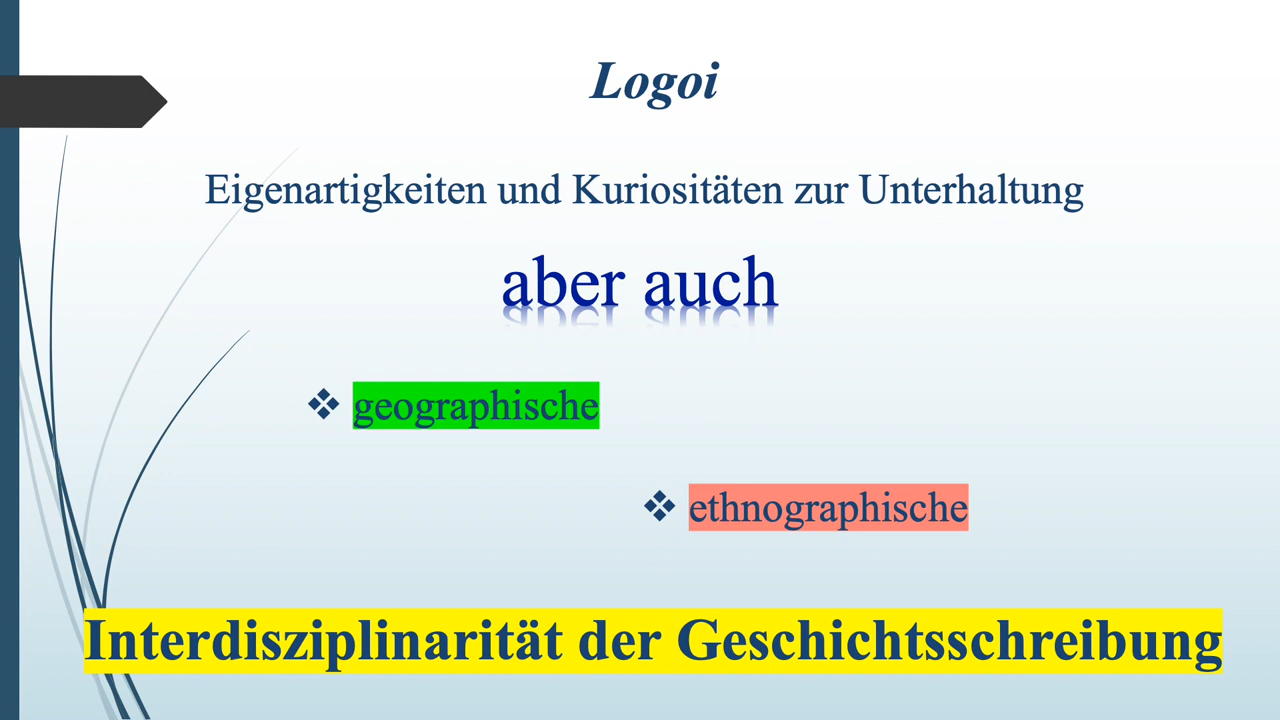 Logoi
Eigenartigkeiten und Kuriositäten zur Unterhaltung
aber auch
❖ geographische
❖ ethnographische
Interdisziplinarität der Geschichtsschreibung